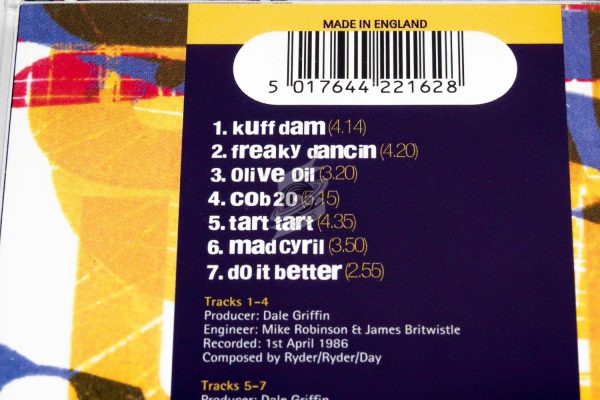 MADE IN ENGLAND
5 017644 221628
1. kuff dam (4.14)
2. freaky dancin (4.20)
3. olive oil (3.20)
4. cob 20 (5.15)
5. tart tart (4.35)
6. mad cyril (3.50)
7. do it better (2.55)
Tracks 1-4
Producer: Dale Griffin
Engineer: Mike Robinson & James Britwistle
Recorded: 1st April 1986
Composed by Ryder/Ryder/Day
Tracks 5-7
Producer: Dale Griffin